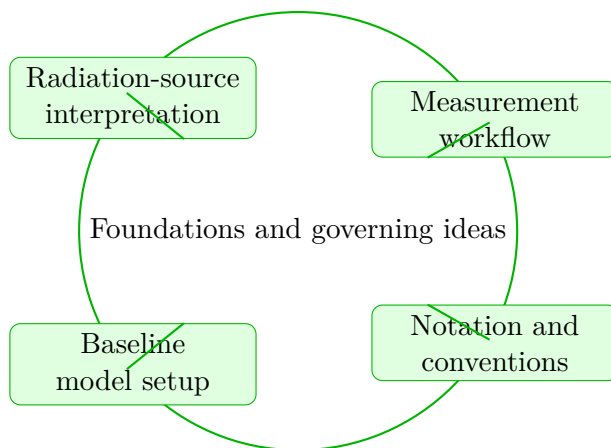 Radiation-source
interpretation
Measurement
workflow
Foundations and governing ideas
Baseline
model setup
Notation and
conventions